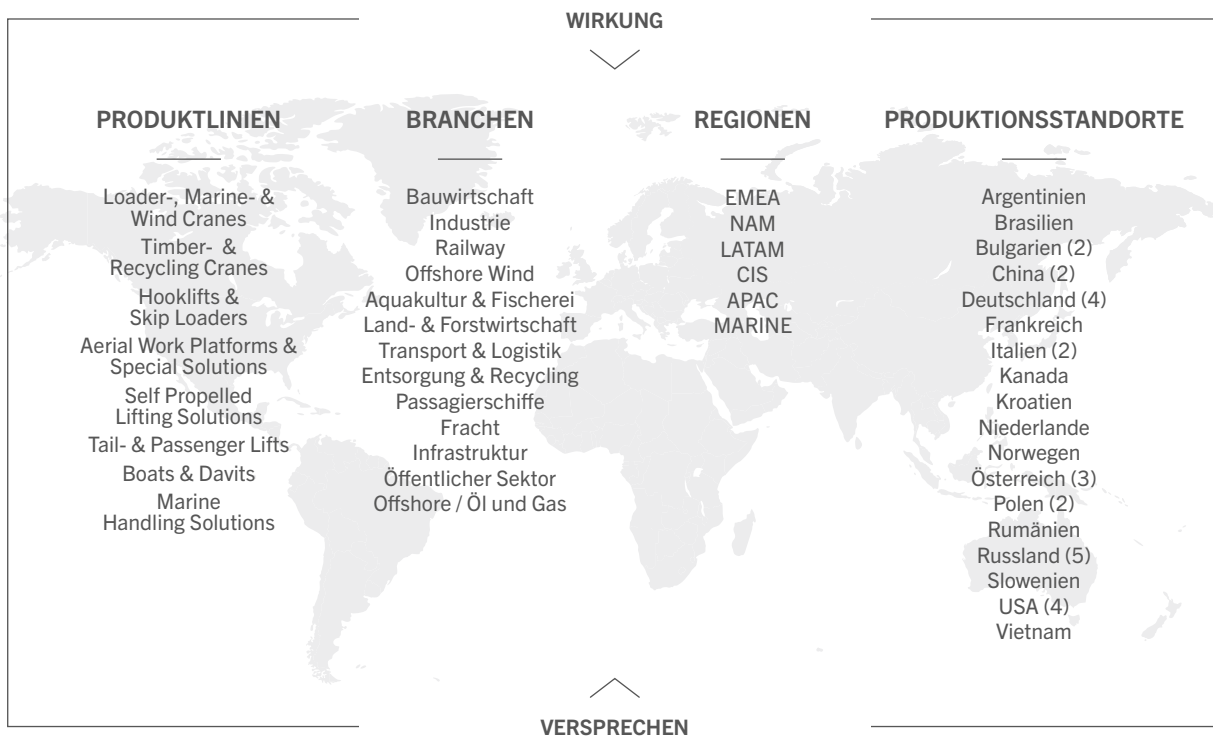 WIRKUNG
PRODUKTLINIEN
Loader-, Marine- &
Wind Cranes
Timber- &
Recycling Cranes
Hooklifts &
Skip Loaders
Aerial Work Platforms &
Special Solutions
Self Propelled
Lifting Solutions
Tail- & Passenger Lifts
Boats & Davits
Marine
Handling Solutions
BRANCHEN
Bauwirtschaft
Industrie
Railway
Offshore Wind
Aquakultur & Fischerei
Land- & Forstwirtschaft
Transport & Logistik
Entsorgung & Recycling
Passagierschiffe
Fracht
Infrastruktur
Öffentlicher Sektor
Offshore / Öl und Gas
REGIONEN
EMEA
NAM
LATAM
CIS
APAC
MARINE
PRODUKTIONSSTANDORTE
Argentinien
Brasilien
Bulgarien (2)
China (2)
Deutschland (4)
Frankreich
Italien (2)
Kanada
Kroatien
Niederlande
Norwegen
Österreich (3)
Polen (2)
Rumänien
Russland (5)
Slowenien
USA (4)
Vietnam
VERSPRECHEN